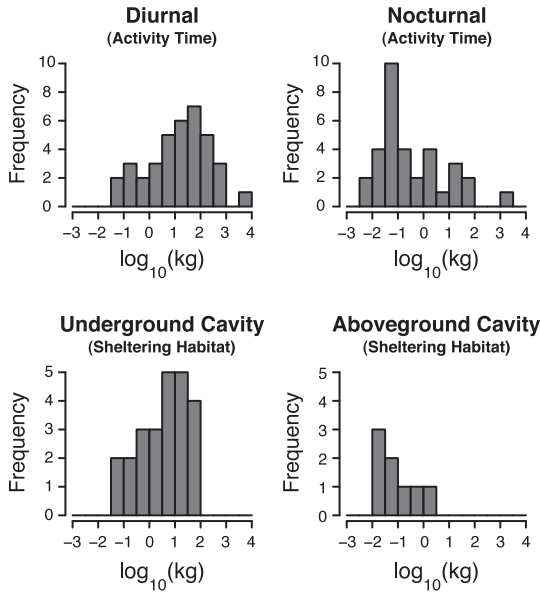 Diurnal
(Activity Time)
Frequency
10
8
6
4
2
0
−3 −2 −1 0 1 2 3 4
log10(kg)
Nocturnal
(Activity Time)
Frequency
10
8
6
4
2
0
−3 −2 −1 0 1 2 3 4
log10(kg)
Underground Cavity
(Sheltering Habitat)
Frequency
5
4
3
2
1
0
−3 −2 −1 0 1 2 3 4
log10(kg)
Aboveground Cavity
(Sheltering Habitat)
Frequency
5
4
3
2
1
0
−3 −2 −1 0 1 2 3 4
log10(kg)